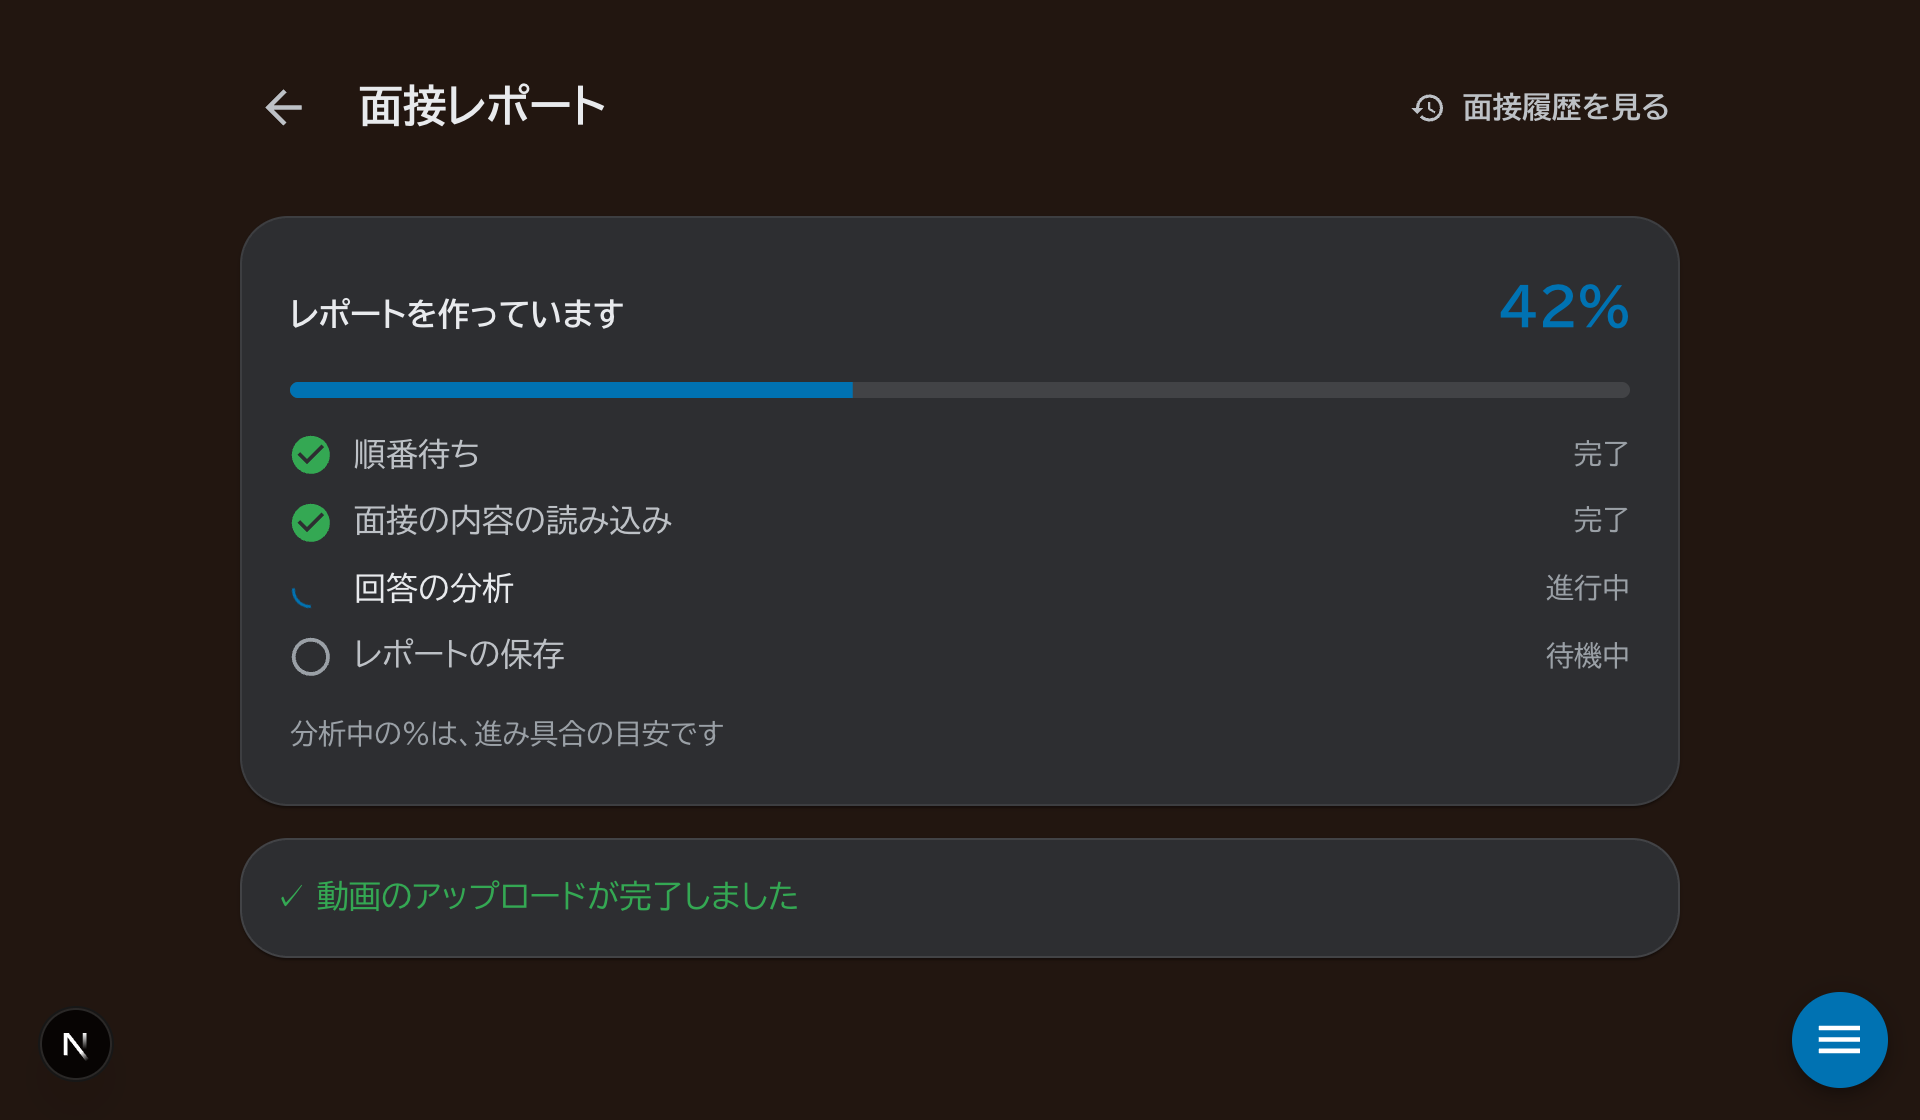 面接レポート
面接履歴を見る
レポートを作っています
42%
順番待ち
完了
面接の内容の読み込み
完了
回答の分析
進行中
レポートの保存
待機中
分析中の%は、進み具合の目安です
✓ 動画のアップロードが完了しました
N